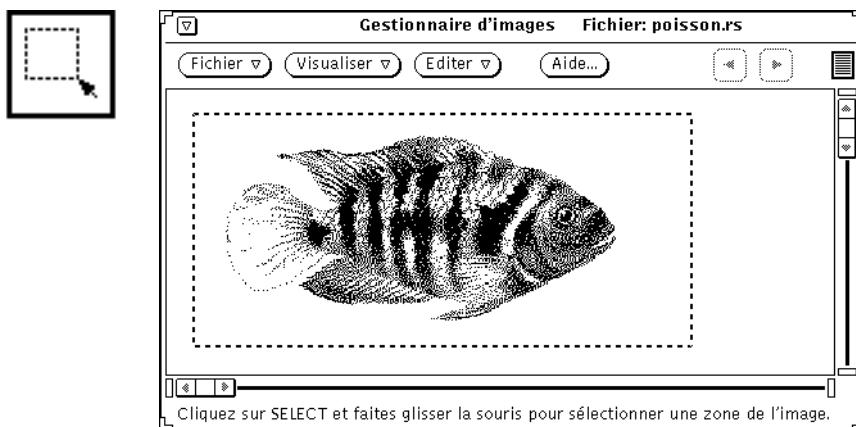 Gestionnaire d'images Fichier: poisson.rs
Fichier Visualiser Editer Aide...
Cliquez sur SELECT et faites glisser la souris pour sélectionner une zone de l'image.